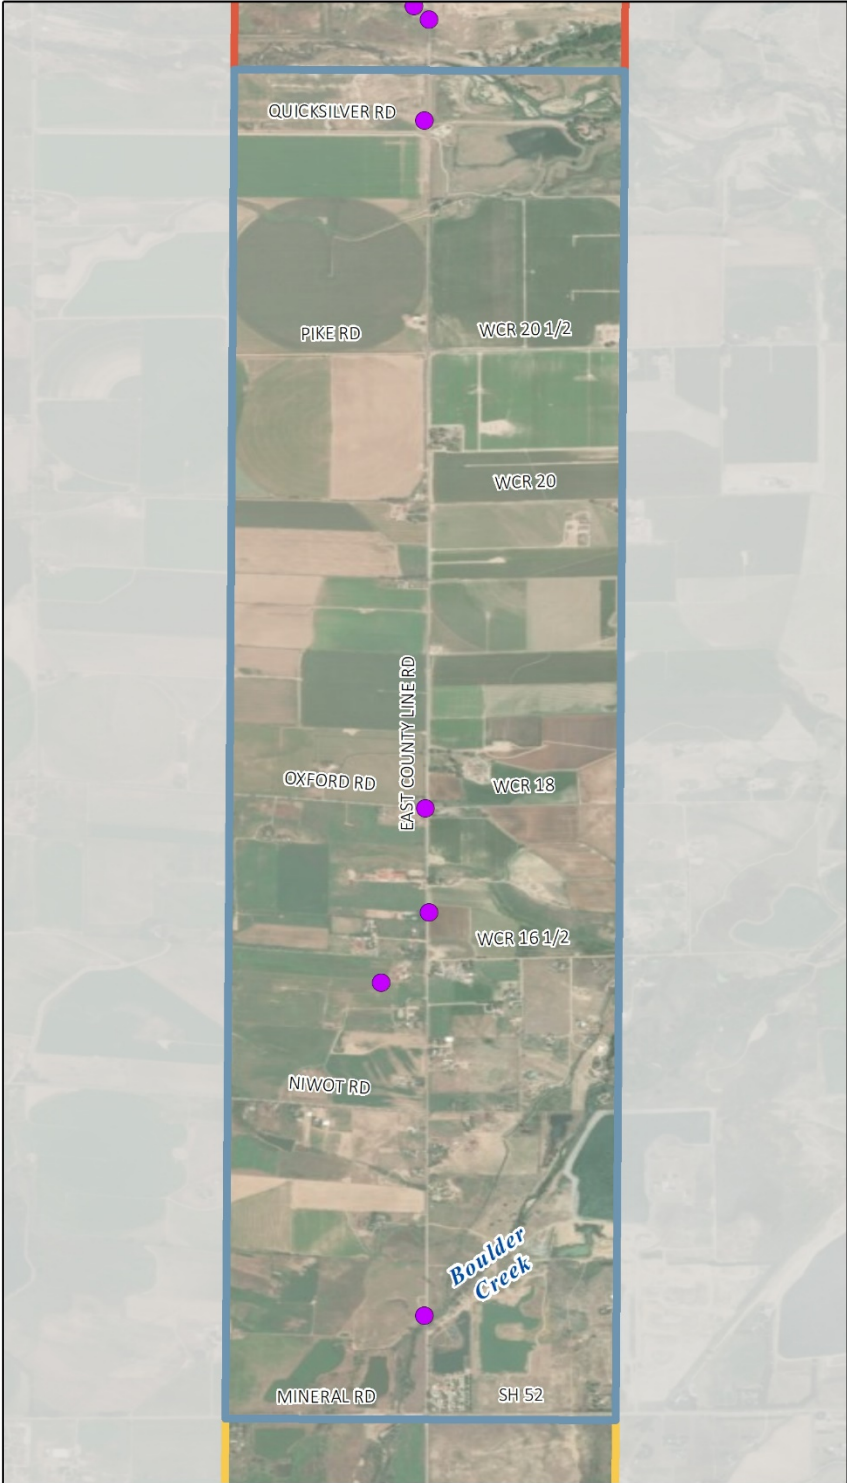 QUICKSILVER RD
PIKE RD
WCR 20 1/2
WCR 20
EAST COUNTY LINE RD
OXFORD RD
WCR 18
WCR 16 1/2
NIWOT RD
Boulder
Creek
MINERAL RD
SH 52